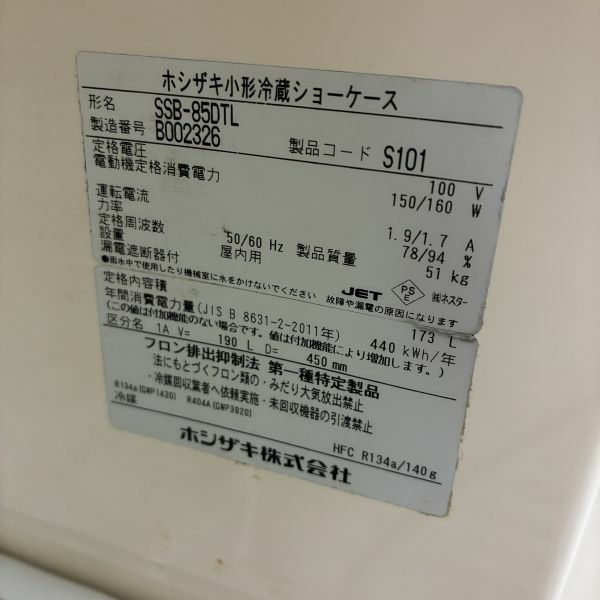 ホシザキ小形冷蔵ショーケース
形名 SSB-85DTL
製造番号 B002326 製品コード S101
定格電圧 100 V
電動機定格消費電力 150/160 W
運転電流 1.9/1.7 A
力率 78/94 %
定格周波数 50/60 Hz 製品質量 51 kg
設置 屋内用
漏電遮断器付
●雨水中で使用したり機械室に水をかけないでください 故障や漏電の原因になります
JET PSE ㈱ネスター
定格内容積 173 L
年間消費電力量(JIS B 8631-2-2011年) 440 kWh/年
(この値は付加機能のない場合です。値は付加機能により増加します。)
区分名 1A V= 190 L D= 450 mm
フロン排出抑制法 第一種特定製品
法にもとづくフロン類の・みだり大気放出禁止
・冷媒回収業者へ依頼実施・未回収機器の引渡禁止
R134a(GWP1430) R404A(GWP3920)
冷媒 HFC R134a/140g
ホシザキ株式会社